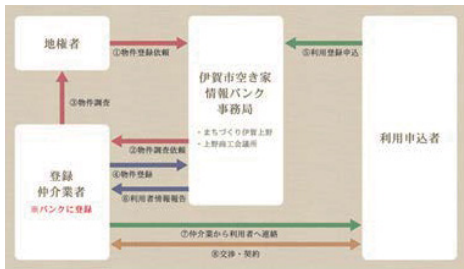 地権者
①物件登録依頼
⑤利用登録申込
伊賀市空き家
情報バンク
事務局
・まちづくり伊賀上野
・上野商工会議所
③物件調査
利用申込者
②物件調査依頼
登録
仲介業者
※バンクに登録
④物件登録
⑥利用者情報報告
⑦仲介業から利用者へ連絡
⑧交渉・契約